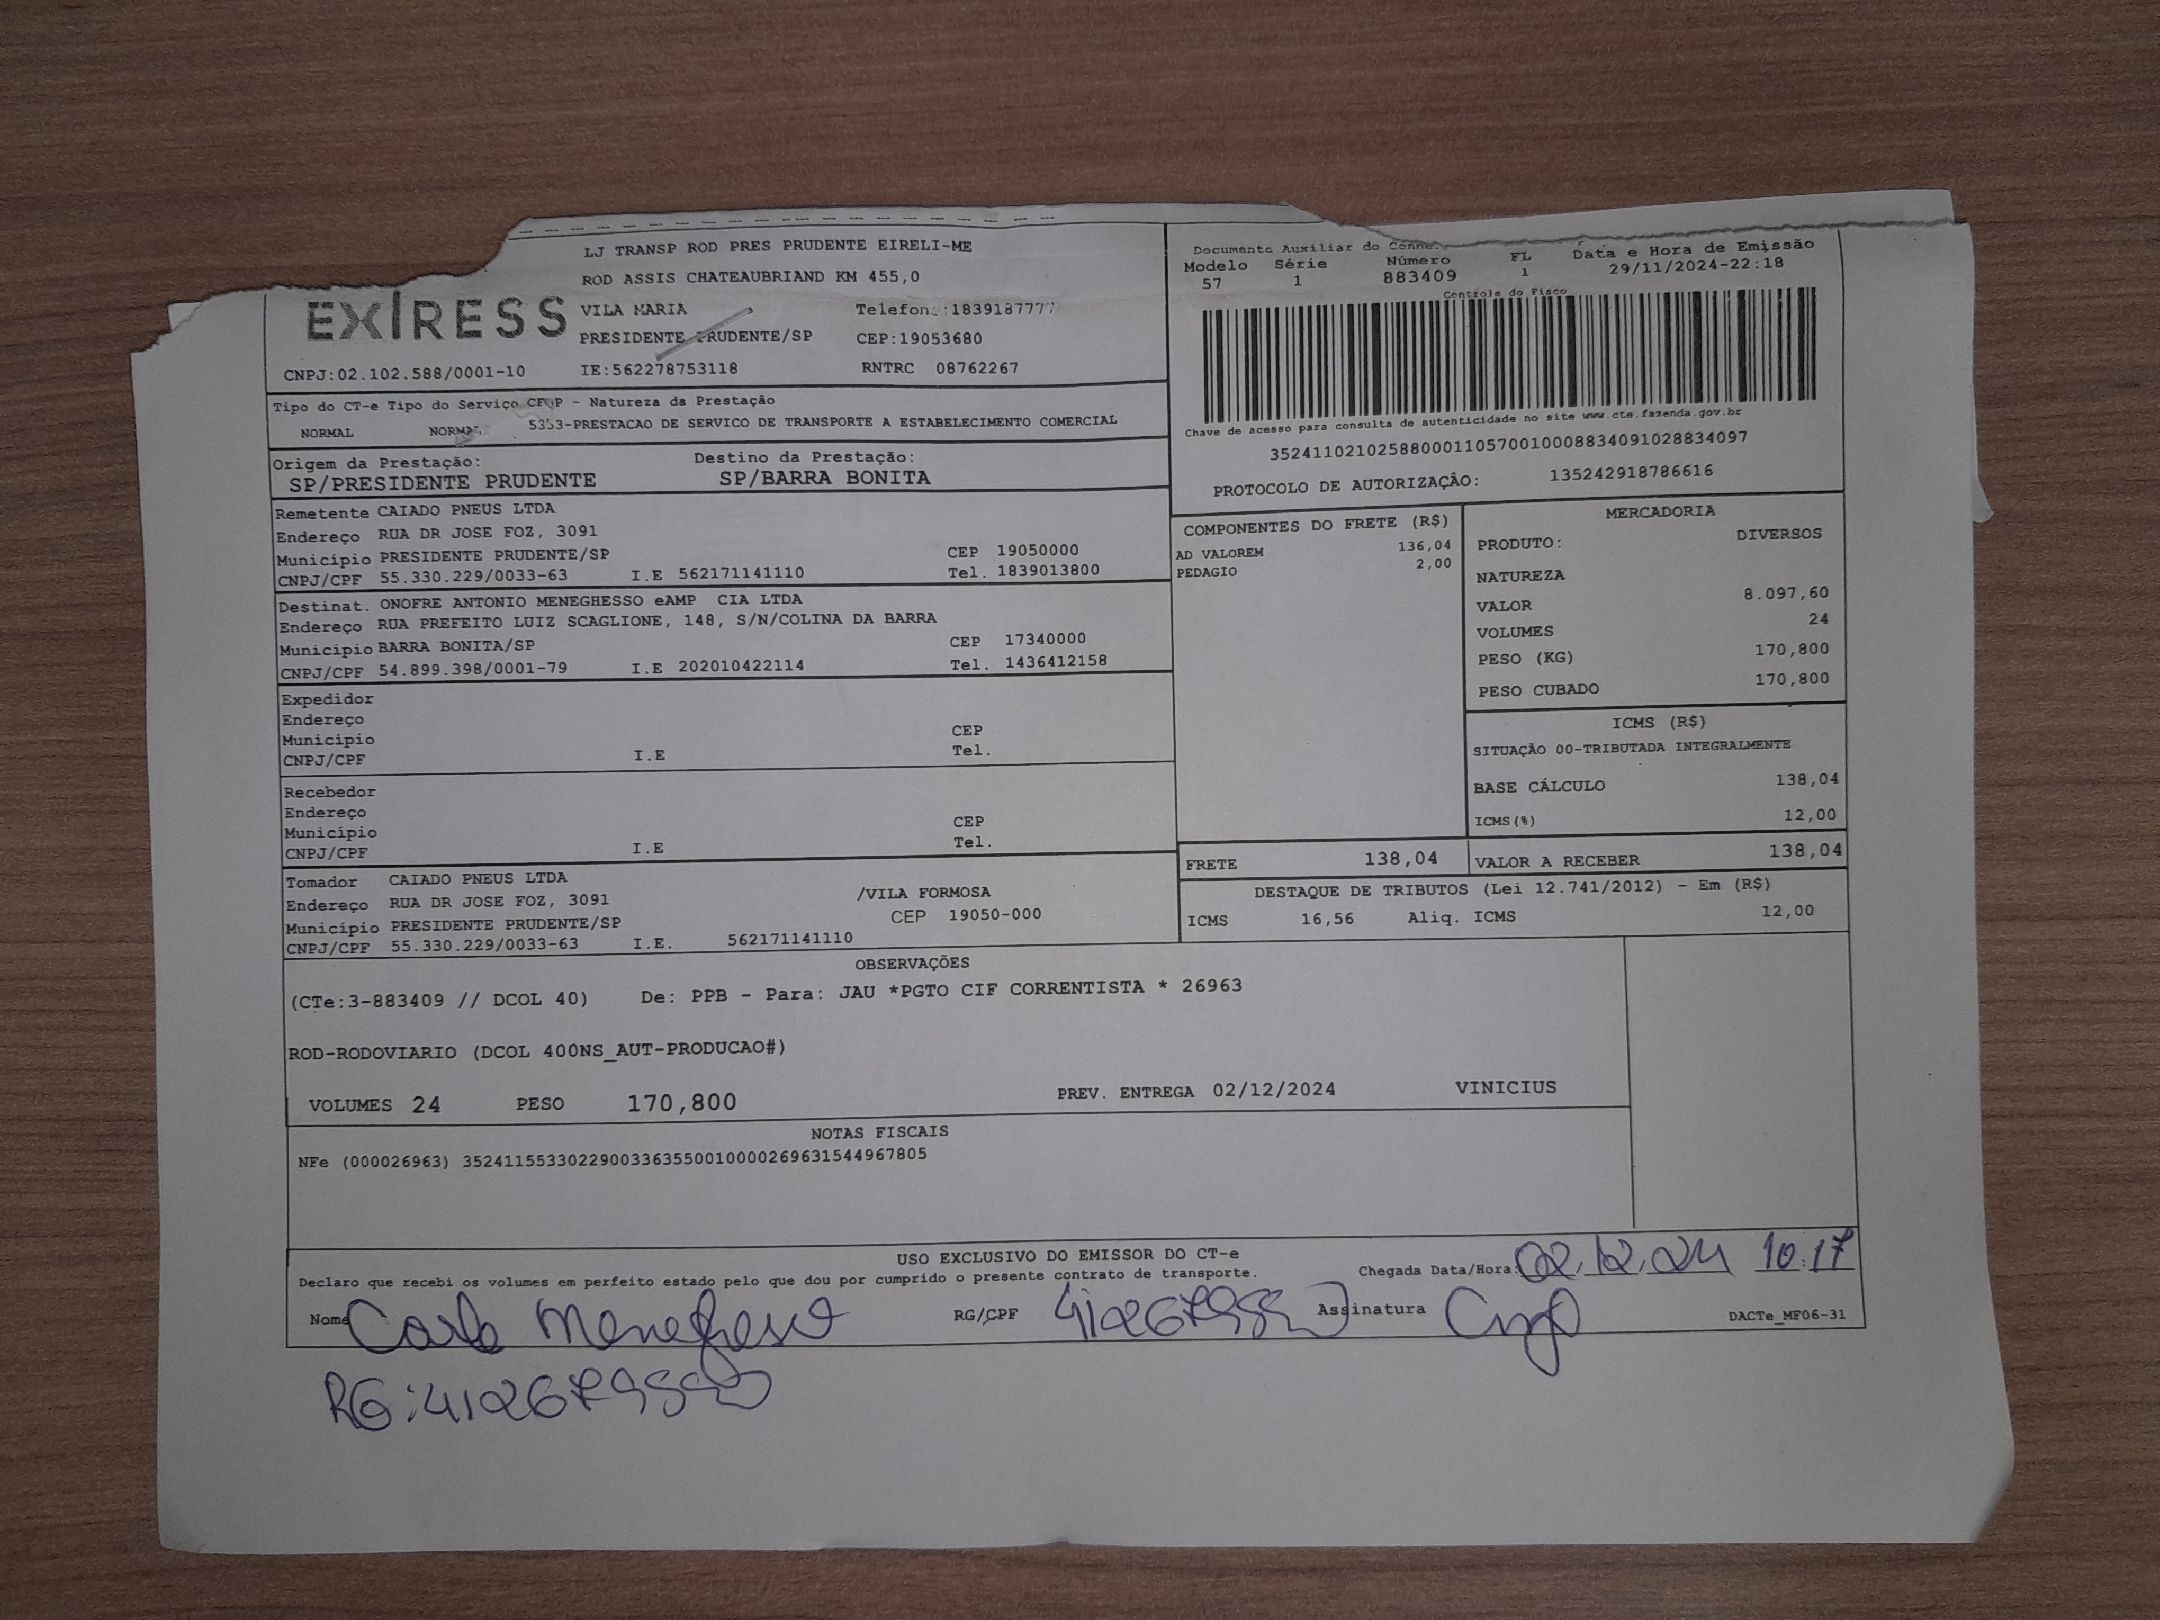 LJ TRANSP ROD PRES PRUDENTE EIRELI-ME
ROD ASSIS CHATEAUBRIAND KM 455,0
EXPRESS
VILA MARIA Telefone:1839187777
PRESIDENTE PRUDENTE/SP CEP:19053680
CNPJ:02.102.588/0001-10 IE:562278753118 RNTRC 08762267
Documento Auxiliar do Data e Hora de Emissão
Modelo Série Número FL
57 1 883409 1 29/11/2024-22:18
Controle do Fisco
Chave de acesso para consulta de autenticidade no site www.cte.fazenda.gov.br
35241102102588000110570010008834091028834097
PROTOCOLO DE AUTORIZAÇÂO: 135242918786616
Tipo do CT-e Tipo do Serviço CFOP - Natureza da Prestação
NORMAL NORMAL 5353-PRESTACAO DE SERVICO DE TRANSPORTE A ESTABELECIMENTO COMERCIAL
Origem da Prestação: Destino da Prestação:
SP/PRESIDENTE PRUDENTE SP/BARRA BONITA
Remetente CAIADO PNEUS LTDA
Endereço RUA DR JOSE FOZ, 3091
Município PRESIDENTE PRUDENTE/SP CEP 19050000
CNPJ/CPF 55.330.229/0033-63 I.E 562171141110 Tel. 1839013800
Destinat. ONOFRE ANTONIO MENEGHESSO eAMP CIA LTDA
Endereço RUA PREFEITO LUIZ SCAGLIONE, 148, S/N/COLINA DA BARRA
Município BARRA BONITA/SP CEP 17340000
CNPJ/CPF 54.899.398/0001-79 I.E 202010422114 Tel. 1436412158
Expedidor
Endereço
Município CEP
CNPJ/CPF I.E Tel.
Recebedor
Endereço
Município CEP
CNPJ/CPF I.E Tel.
Tomador CAIADO PNEUS LTDA
Endereço RUA DR JOSE FOZ, 3091 /VILA FORMOSA
Município PRESIDENTE PRUDENTE/SP CEP 19050-000
CNPJ/CPF 55.330.229/0033-63 I.E. 562171141110
COMPONENTES DO FRETE (R$)
AD VALOREM 136,04
PEDAGIO 2,00
MERCADORIA
PRODUTO: DIVERSOS
NATUREZA
VALOR 8.097,60
VOLUMES 24
PESO (KG) 170,800
PESO CUBADO 170,800
ICMS (R$)
SITUAÇÃO 00-TRIBUTADA INTEGRALMENTE
BASE CÁLCULO 138,04
ICMS(%) 12,00
FRETE 138,04 VALOR A RECEBER 138,04
DESTAQUE DE TRIBUTOS (Lei 12.741/2012) - Em (R$)
ICMS 16,56 Aliq. ICMS 12,00
OBSERVAÇÕES
(CTe:3-883409 // DCOL 40) De: PPB - Para: JAU *PGTO CIF CORRENTISTA * 26963
ROD-RODOVIARIO (DCOL 400NS_AUT-PRODUCAO#)
VOLUMES 24 PESO 170,800 PREV. ENTREGA 02/12/2024 VINICIUS
NOTAS FISCAIS
NFe (000026963) 35241155330229003363550010000269631544967805
USO EXCLUSIVO DO EMISSOR DO CT-e
Declaro que recebi os volumes em perfeito estado pelo que dou por cumprido o presente contrato de transporte. Chegada Data/Hora: 02.12.24 10:17
Nome RG/CPF Assinatura DACTe_MF06-31
RG: